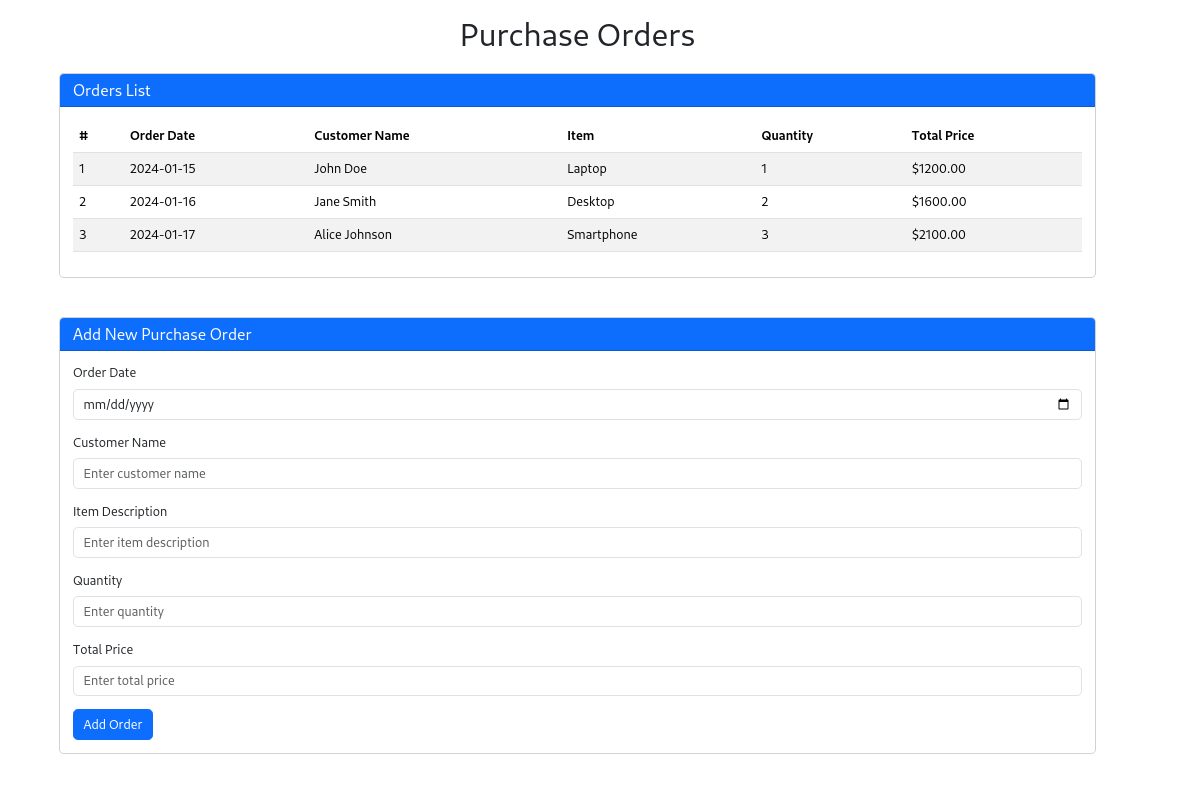 Purchase Orders
Orders List
# Order Date Customer Name Item Quantity Total Price
1 2024-01-15 John Doe Laptop 1 $1200.00
2 2024-01-16 Jane Smith Desktop 2 $1600.00
3 2024-01-17 Alice Johnson Smartphone 3 $2100.00
Add New Purchase Order
Order Date
mm/dd/yyyy
Customer Name
Enter customer name
Item Description
Enter item description
Quantity
Enter quantity
Total Price
Enter total price
Add Order